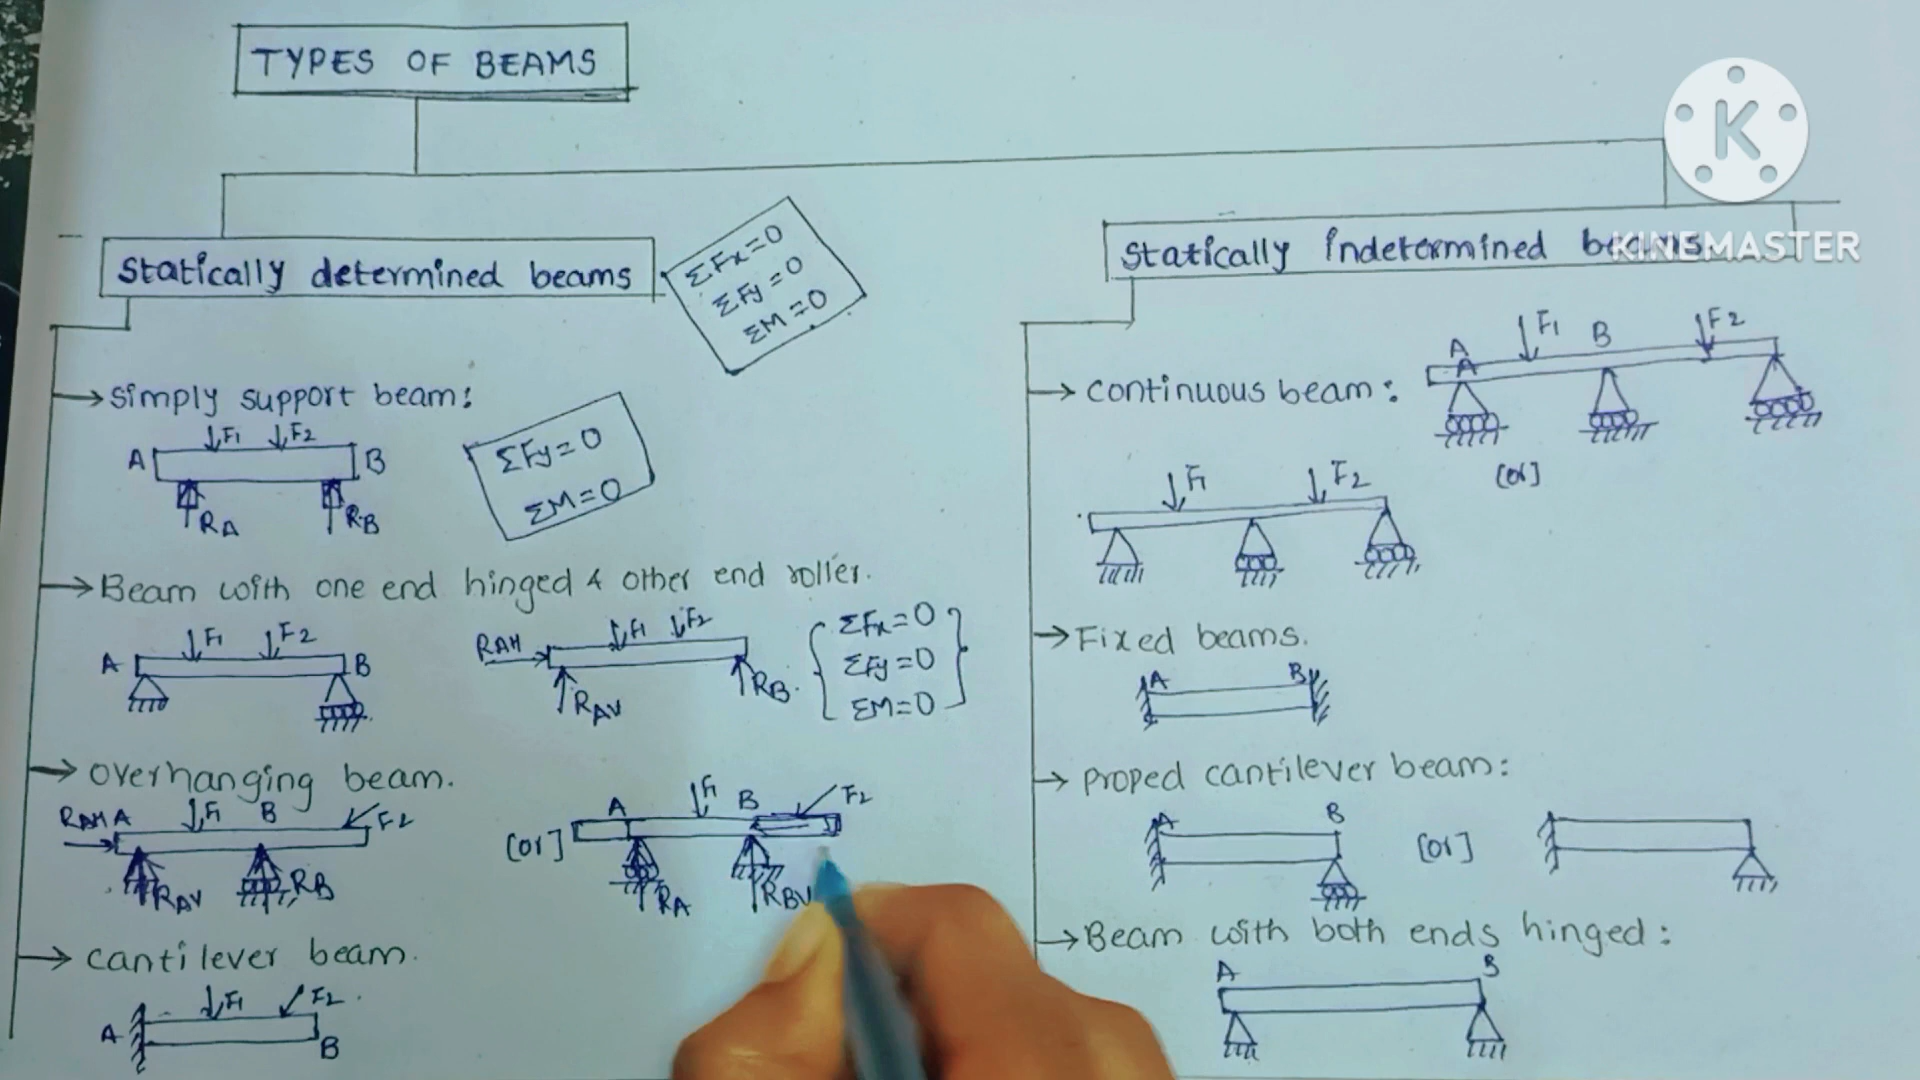 TYPES OF BEAMS
K
KINEMASTER
Statically determined beams
ΣFx=0
ΣFy=0
ΣM=0
Simply support beam:
F1 F2
A B
RA RB
ΣFy=0
ΣM=0
Beam with one end hinged & other end roller.
F1 F2
A B
RAH F1 F2
RAV RB.
ΣFx=0
ΣFy=0
ΣM=0
overhanging beam.
RAH A F1 B F2
RAV RB
[or]
A F1 B F2
RA RBV
cantilever beam.
F1 F2
A B
Statically indetermined beams.
continuous beam:
A F1 B F2
A
[or]
F1 F2
Fixed beams.
A B
proped cantilever beam:
A B
[or]
Beam with both ends hinged:
A B